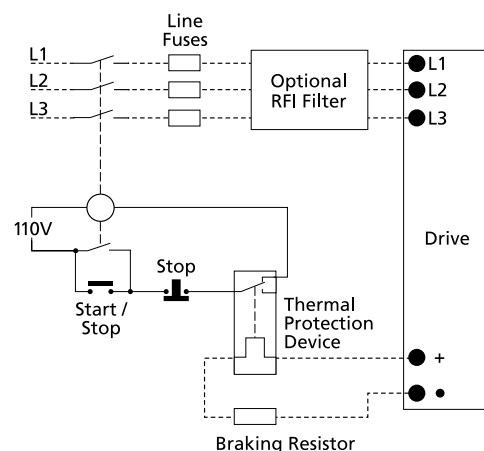 Line
Fuses
L1
L2
L3
Optional
RFI Filter
L1
L2
L3
110V
Drive
Start /
Stop
Stop
Thermal
Protection
Device
+
Braking Resistor